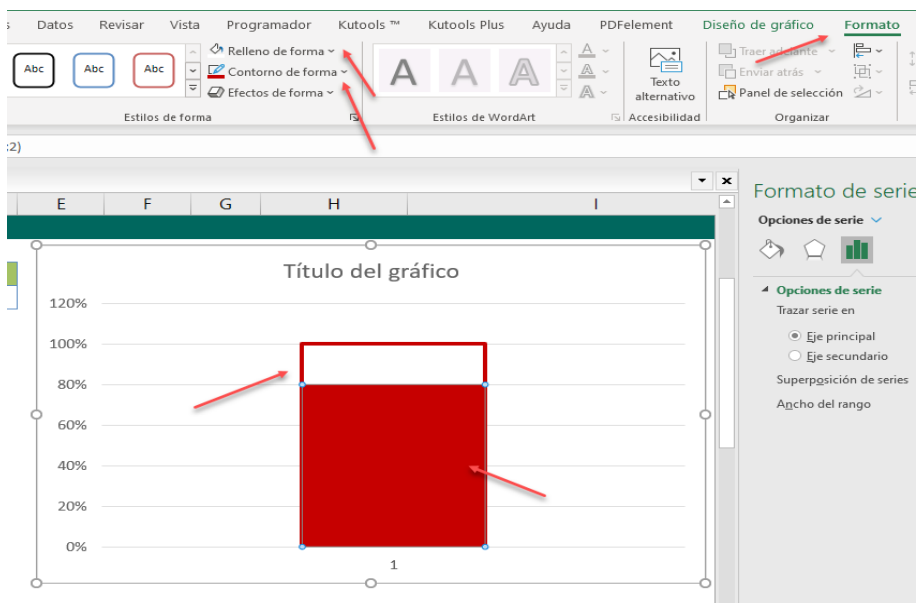 Datos Revisar Vista Programador Kutools ™ Kutools Plus Ayuda PDFelement Diseño de gráfico Formato
Abc Abc Abc
Relleno de forma
Contorno de forma
Efectos de forma
Estilos de forma
A A A
A
A
A
Estilos de WordArt
Texto
alternativo
Accesibilidad
Traer adelante
Enviar atrás
Panel de selección
Organizar
:2)
E F G H I
Título del gráfico
120%
100%
80%
60%
40%
20%
0%
1
Formato de serie
Opciones de serie
Opciones de serie
Trazar serie en
Eje principal
Eje secundario
Superposición de series
Ancho del rango